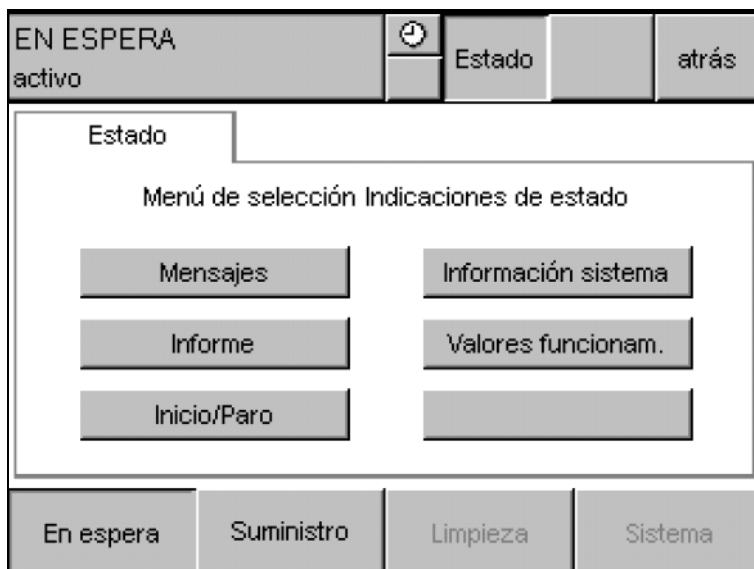 EN ESPERA
activo
Estado
atrás
Estado
Menú de selección Indicaciones de estado
Mensajes
Información sistema
Informe
Valores funcionam.
Inicio/Paro
En espera
Suministro
Limpieza
Sistema